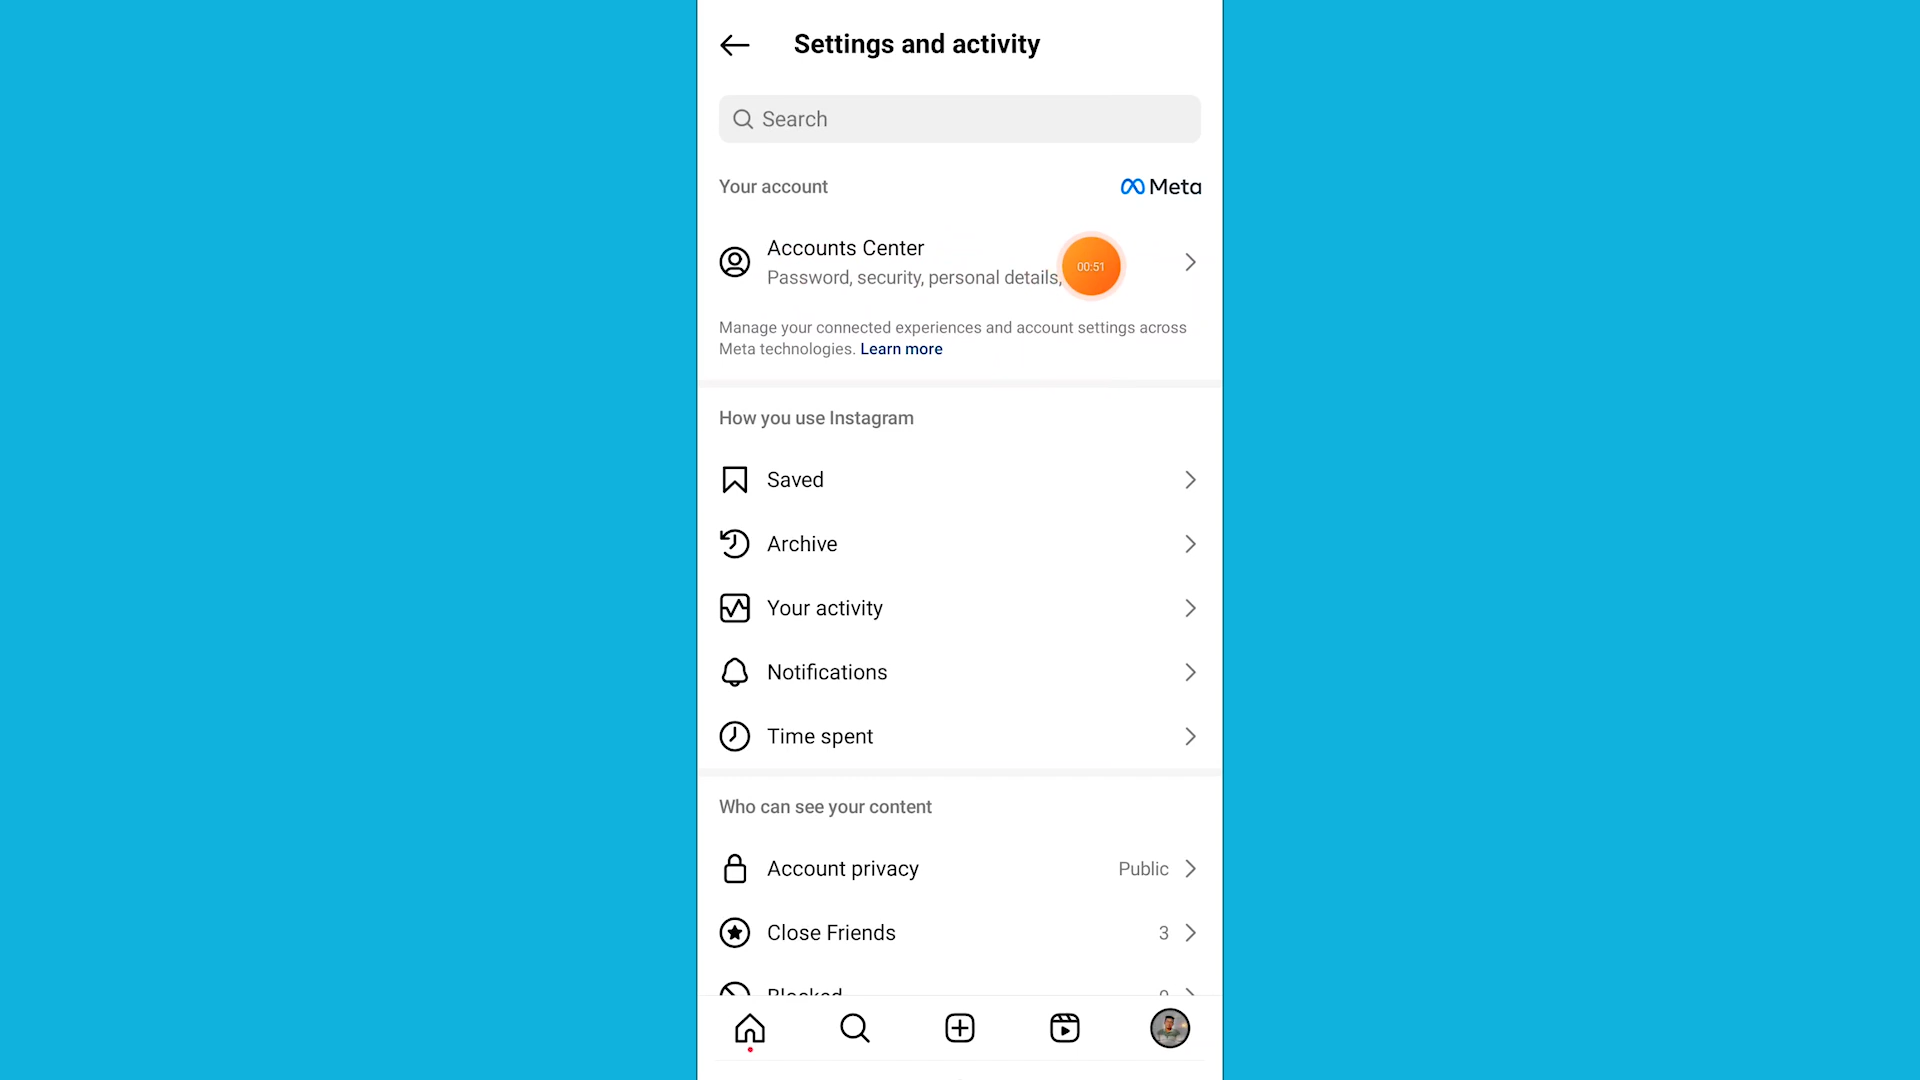 Settings and activity
Search
Your account
Meta
Accounts Center
Password, security, personal details,
00:51
Manage your connected experiences and account settings across
Meta technologies. Learn more
How you use Instagram
Saved
Archive
Your activity
Notifications
Time spent
Who can see your content
Account privacy Public
Close Friends 3
Blocked 0